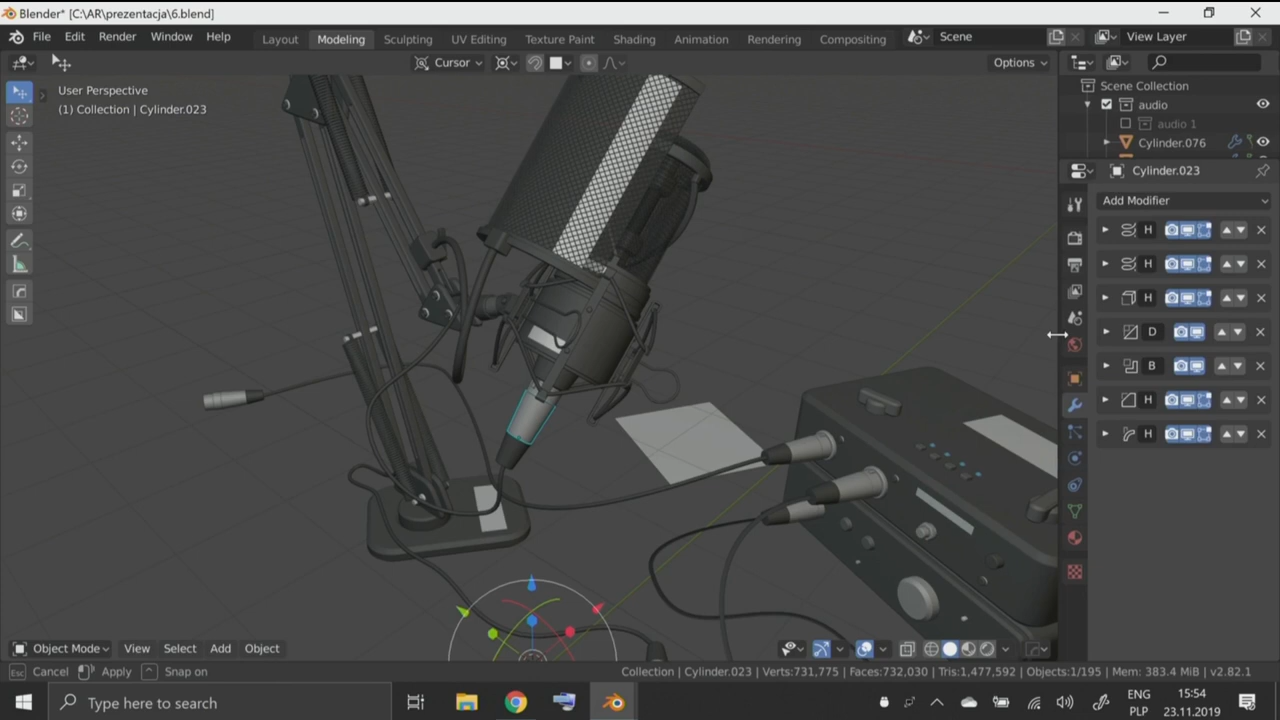 Blender* [C:\AR\prezentacja\6.blend]
File Edit Render Window Help
Layout Modeling Sculpting UV Editing Texture Paint Shading Animation Rendering Compositing
Scene
View Layer
Cursor
Options
User Perspective
(1) Collection | Cylinder.023
Scene Collection
audio
audio 1
Cylinder.076
Cylinder.023
Add Modifier
H
H
H
D
B
H
H
Object Mode View Select Add Object
Esc Cancel Apply ^ Snap on
Collection | Cylinder.023 | Verts:731,775 | Faces:732,030 | Tris:1,477,592 | Objects:1/195 | Mem: 383.4 MiB | v2.82.1
Type here to search
ENG
PLP
15:54
23.11.2019